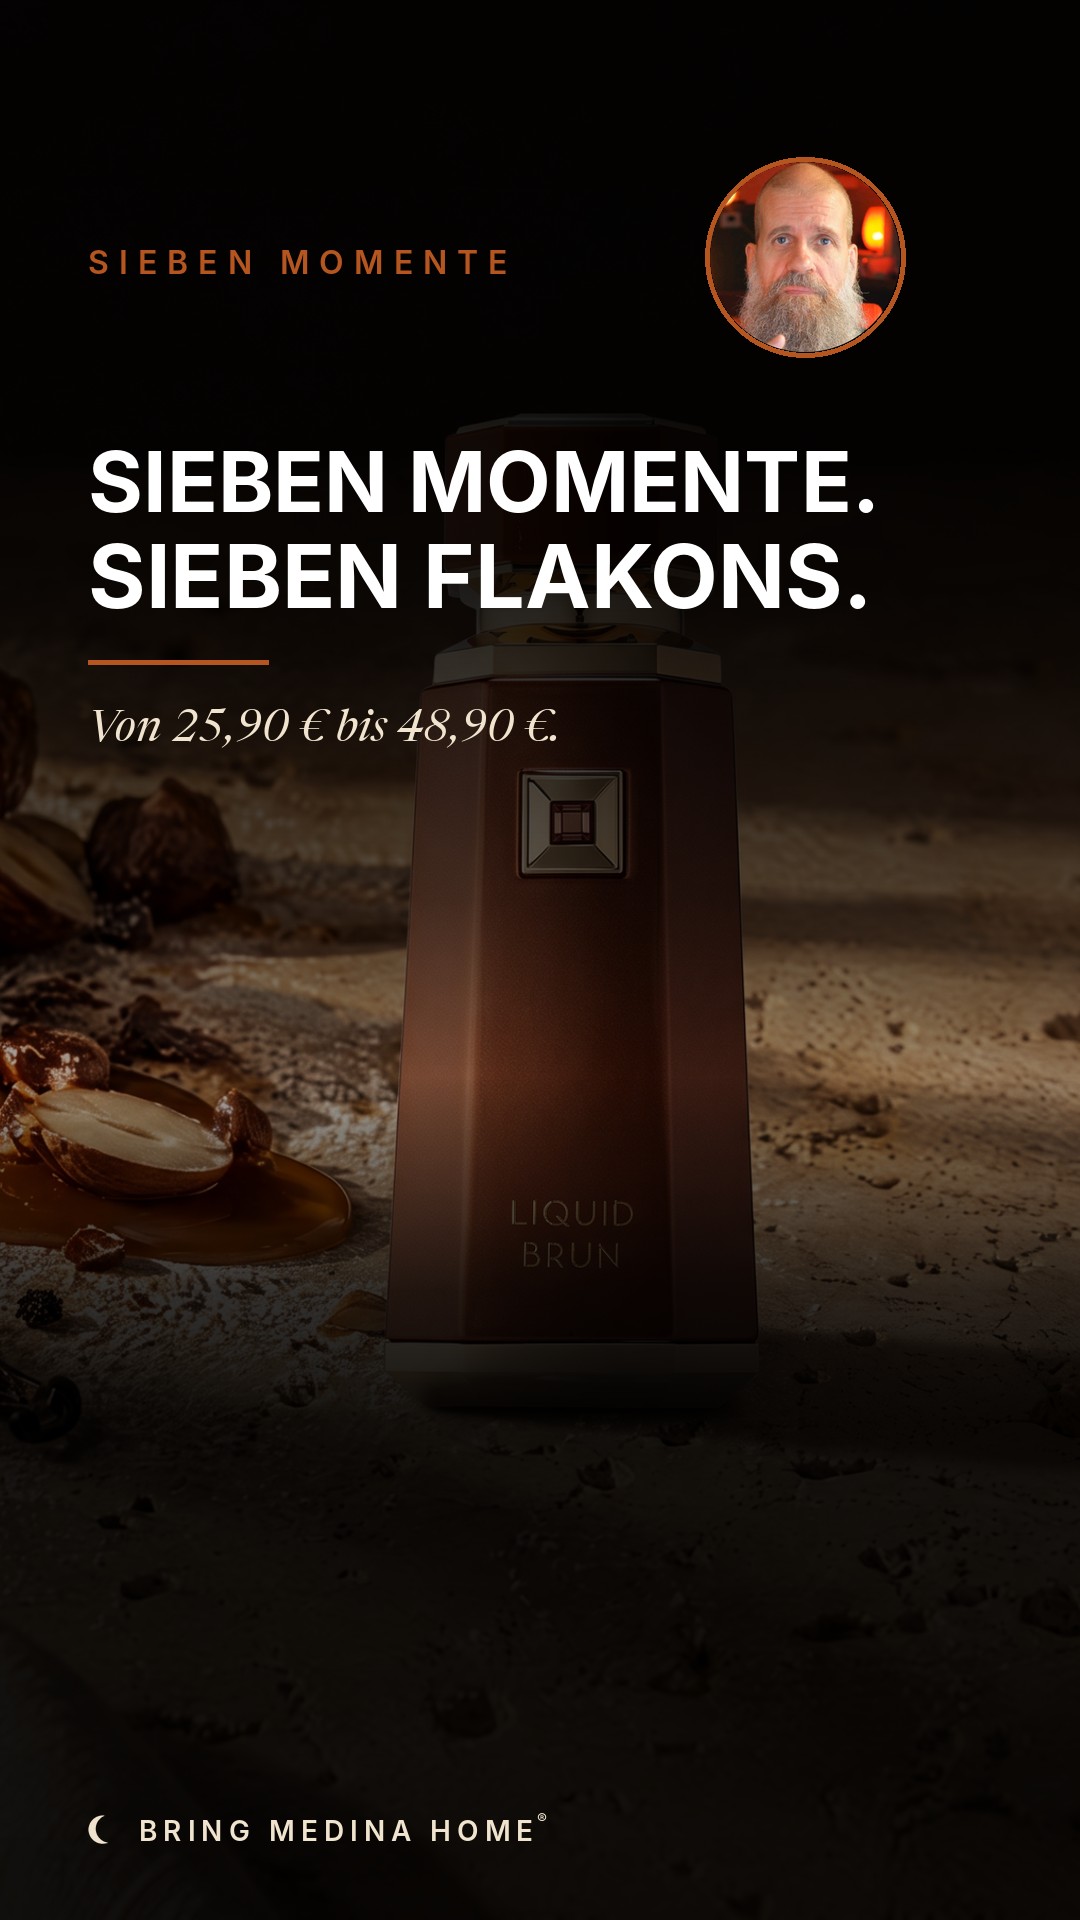 SIEBEN MOMENTE
SIEBEN MOMENTE.
SIEBEN FLAKONS.
Von 25,90 € bis 48,90 €.
LIQUID
BRUN
BRING MEDINA HOME®